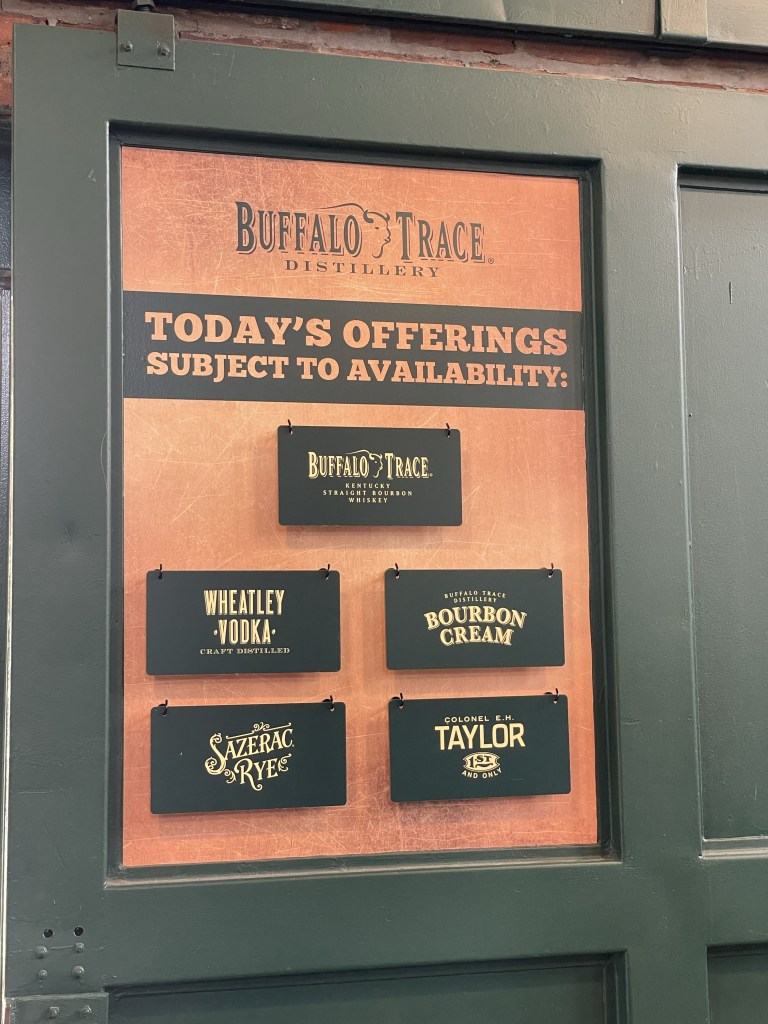 BUFFALO TRACE®
DISTILLERY
TODAY'S OFFERINGS
SUBJECT TO AVAILABILITY:
BUFFALO TRACE®
KENTUCKY
STRAIGHT BOURBON
WHISKEY
WHEATLEY
·VODKA·
CRAFT DISTILLED
BUFFALO TRACE
DISTILLERY
BOURBON
CREAM
SAZERAC
RYE
COLONEL E.H.
TAYLOR
1ST
AND ONLY